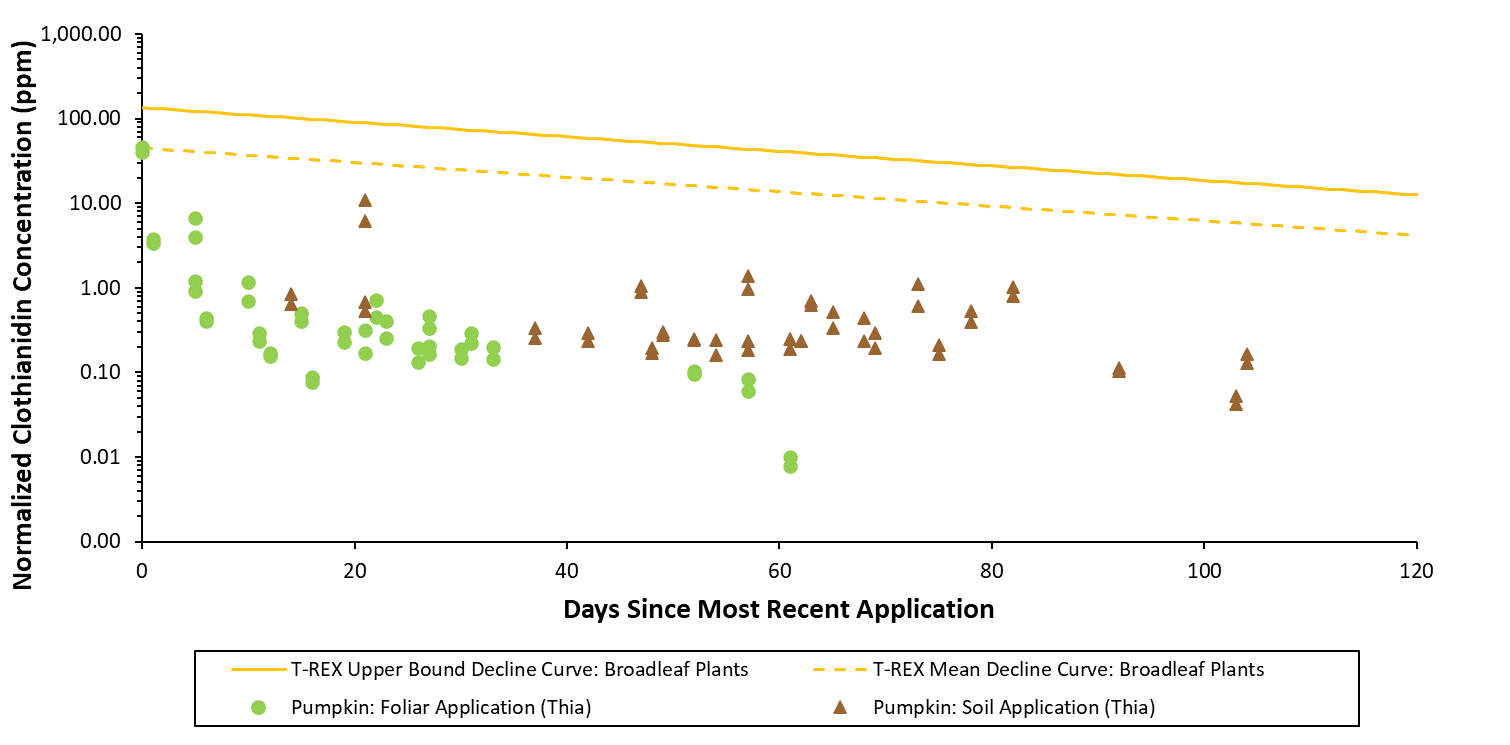 Normalized Clothianidin Concentration (ppm)
1,000.00
100.00
10.00
1.00
0.10
0.01
0.00
0 20 40 60 80 100 120
Days Since Most Recent Application
T-REX Upper Bound Decline Curve: Broadleaf Plants
T-REX Mean Decline Curve: Broadleaf Plants
Pumpkin: Foliar Application (Thia)
Pumpkin: Soil Application (Thia)